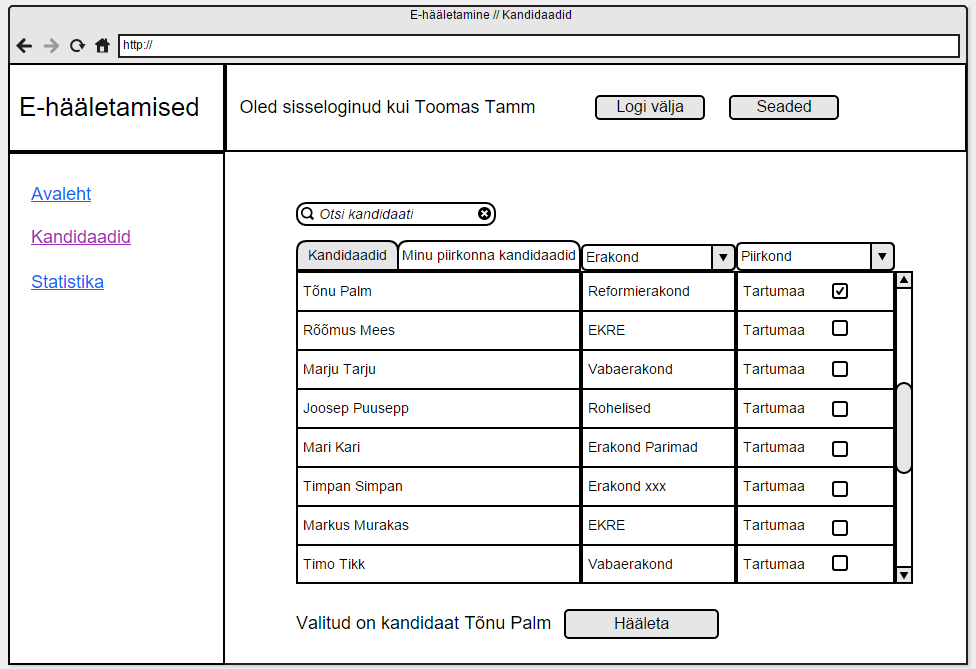 E-hääletamine // Kandidaadid
http://
E-hääletamised
Oled sisseloginud kui Toomas Tamm
Logi välja
Seaded
Avaleht
Kandidaadid
Statistika
Otsi kandidaati
Kandidaadid
Minu piirkonna kandidaadid
Erakond
Piirkond
Tõnu Palm Reformierakond Tartumaa
Rõõmus Mees EKRE Tartumaa
Marju Tarju Vabaerakond Tartumaa
Joosep Puusepp Rohelised Tartumaa
Mari Kari Erakond Parimad Tartumaa
Timpan Simpan Erakond xxx Tartumaa
Markus Murakas EKRE Tartumaa
Timo Tikk Vabaerakond Tartumaa
Valitud on kandidaat Tõnu Palm
Hääleta